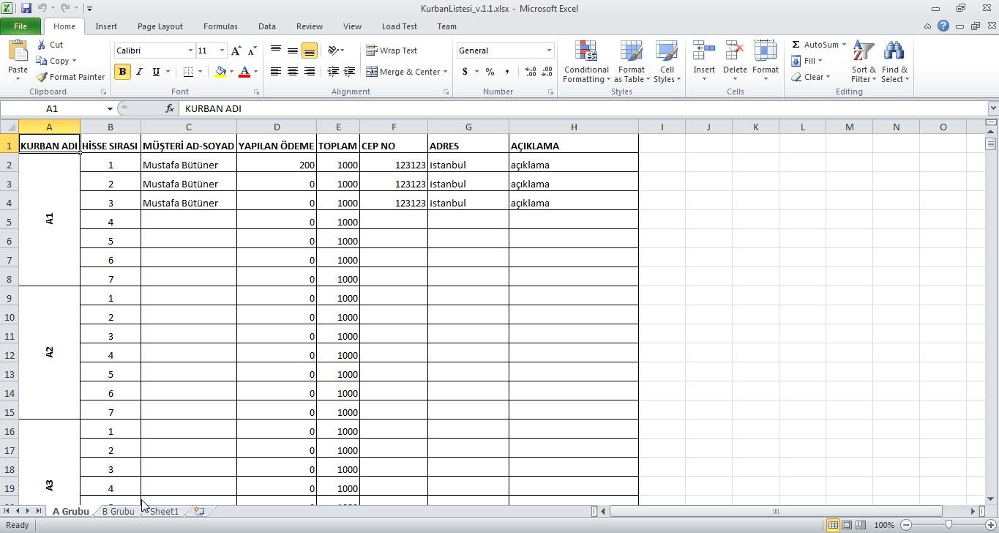 KurbanListesi_v.1.1.xlsx - Microsoft Excel
File Home Insert Page Layout Formulas Data Review View Load Test Team
Paste
Cut
Copy
Format Painter
Clipboard
Calibri 11
B I U
Font
Wrap Text
Merge & Center
Alignment
General
$ % ,
Number
Conditional Formatting
Format as Table
Cell Styles
Styles
Insert Delete Format
Cells
AutoSum
Fill
Clear
Sort & Filter
Find & Select
Editing
A1 fx KURBAN ADI
A B C D E F G H I J K L M N O
1 KURBAN ADI HİSSE SIRASI MÜŞTERİ AD-SOYAD YAPILAN ÖDEME TOPLAM CEP NO ADRES AÇIKLAMA
2 1 Mustafa Bütüner 200 1000 123123 istanbul açıklama
3 2 Mustafa Bütüner 0 1000 123123 istanbul açıklama
4 3 Mustafa Bütüner 0 1000 123123 istanbul açıklama
A1
5 4 0 1000
6 5 0 1000
7 6 0 1000
8 7 0 1000
9 1 0 1000
10 2 0 1000
11 3 0 1000
A2
12 4 0 1000
13 5 0 1000
14 6 0 1000
15 7 0 1000
16 1 0 1000
17 2 0 1000
18 3 0 1000
A3
19 4 0 1000
A Grubu B Grubu Sheet1
Ready 100%